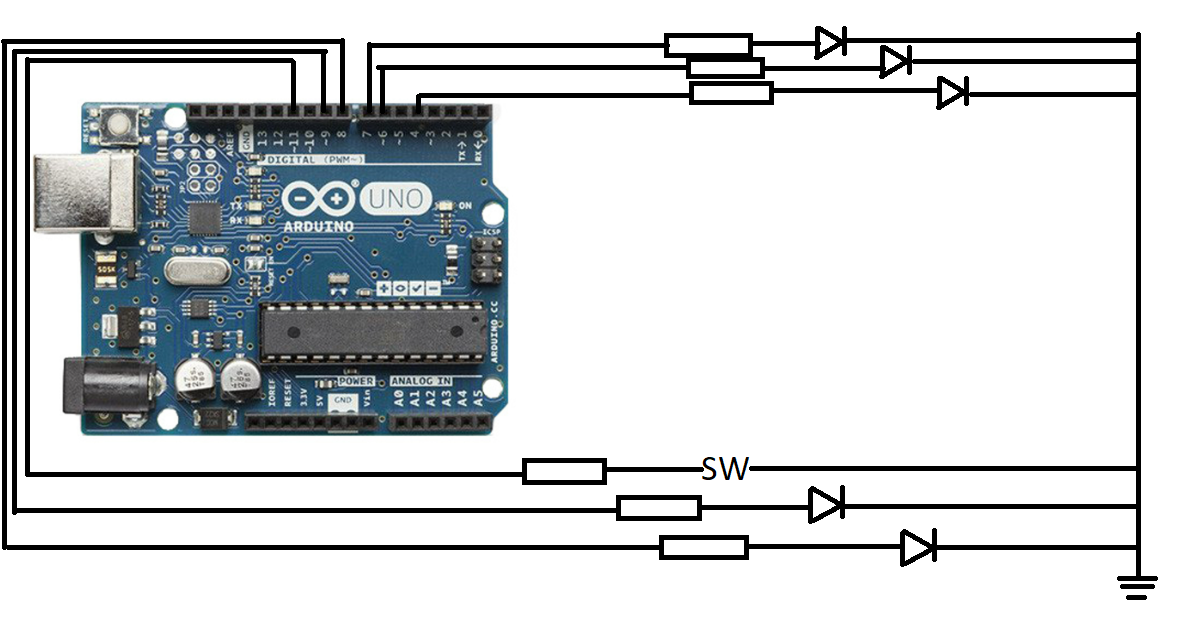 RESET
AREF
GND
13
12
~11
~10
~9
8
7
~6
~5
4
~3
2
TX→1
RX←0
DIGITAL (PWM~)
UNO
TX
RX
ARDUINO
ON
ICSP
ARDUINO.CC
POWER
ANALOG IN
IOREF
RESET
3.3V
5V
GND
Vin
A0
A1
A2
A3
A4
A5
SW